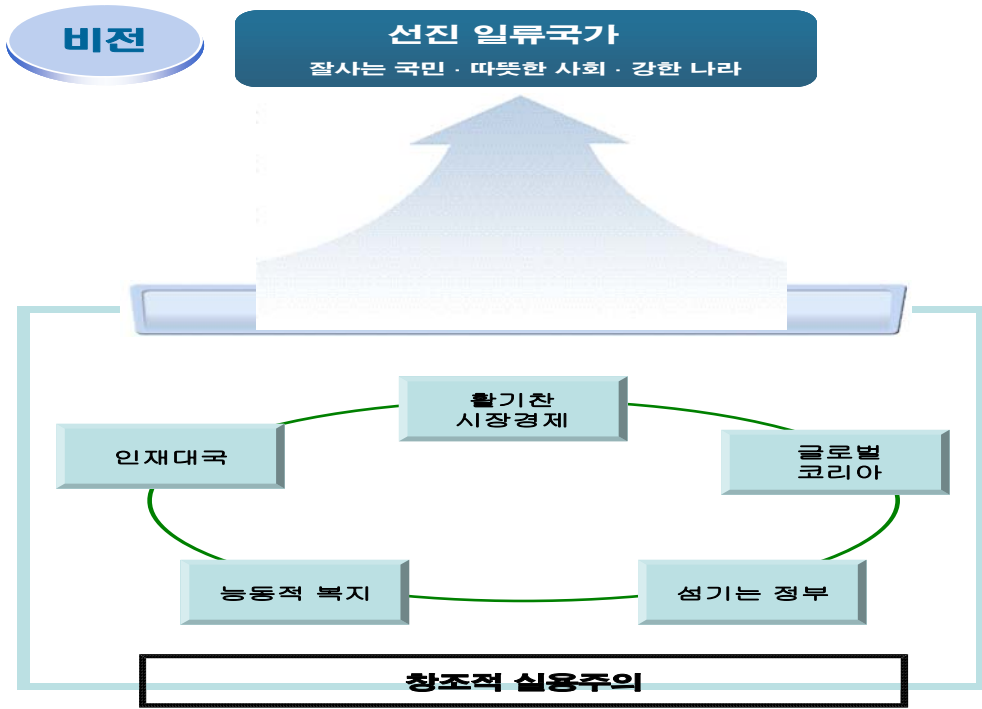 비전
선진 일류국가
잘사는 국민 · 따뜻한 사회 · 강한 나라
활기찬
시장경제
인재대국
글로벌
코리아
능동적 복지
섬기는 정부
창조적 실용주의